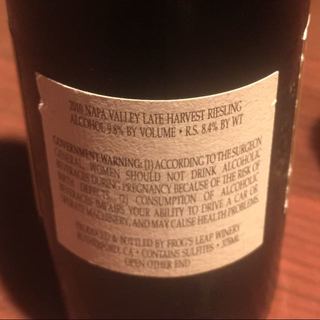 2010 NAPA VALLEY LATE HARVEST RIESLING
ALCOHOL 9.8% BY VOLUME • R.S. 8.4% BY WT
GOVERNMENT WARNING: (1) ACCORDING TO THE SURGEON
GENERAL, WOMEN SHOULD NOT DRINK ALCOHOLIC
BEVERAGES DURING PREGNANCY BECAUSE OF THE RISK OF
BIRTH DEFECTS. (2) CONSUMPTION OF ALCOHOLIC
BEVERAGES IMPAIRS YOUR ABILITY TO DRIVE A CAR OR
OPERATE MACHINERY, AND MAY CAUSE HEALTH PROBLEMS.
PRODUCED & BOTTLED BY FROG'S LEAP WINERY
RUTHERFORD, CA • CONTAINS SULFITES • 375ML
OPEN OTHER END